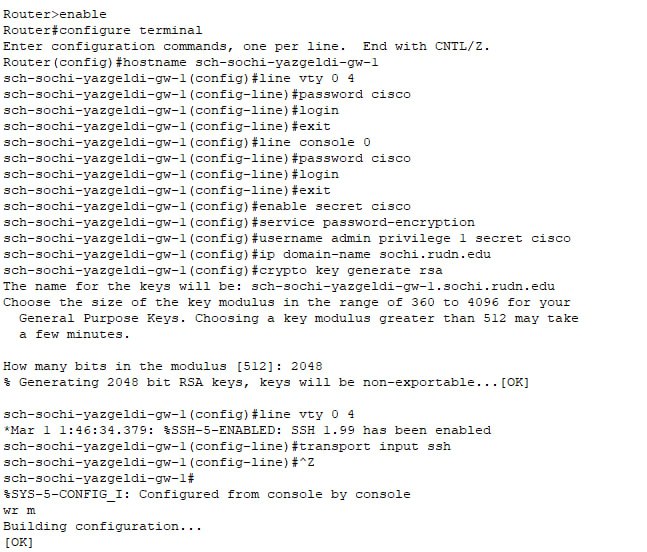 Router>enable
Router#configure terminal
Enter configuration commands, one per line.  End with CNTL/Z.
Router(config)#hostname sch-sochi-yazgeldi-gw-1
sch-sochi-yazgeldi-gw-1(config)#line vty 0 4
sch-sochi-yazgeldi-gw-1(config-line)#password cisco
sch-sochi-yazgeldi-gw-1(config-line)#login
sch-sochi-yazgeldi-gw-1(config-line)#exit
sch-sochi-yazgeldi-gw-1(config)#line console 0
sch-sochi-yazgeldi-gw-1(config-line)#password cisco
sch-sochi-yazgeldi-gw-1(config-line)#login
sch-sochi-yazgeldi-gw-1(config-line)#exit
sch-sochi-yazgeldi-gw-1(config)#enable secret cisco
sch-sochi-yazgeldi-gw-1(config)#service password-encryption
sch-sochi-yazgeldi-gw-1(config)#username admin privilege 1 secret cisco
sch-sochi-yazgeldi-gw-1(config)#ip domain-name sochi.rudn.edu
sch-sochi-yazgeldi-gw-1(config)#crypto key generate rsa
The name for the keys will be: sch-sochi-yazgeldi-gw-1.sochi.rudn.edu
Choose the size of the key modulus in the range of 360 to 4096 for your
  General Purpose Keys. Choosing a key modulus greater than 512 may take
  a few minutes.

How many bits in the modulus [512]: 2048
% Generating 2048 bit RSA keys, keys will be non-exportable...[OK]

sch-sochi-yazgeldi-gw-1(config)#line vty 0 4
*Mar 1 1:46:34.379: %SSH-5-ENABLED: SSH 1.99 has been enabled
sch-sochi-yazgeldi-gw-1(config-line)#transport input ssh
sch-sochi-yazgeldi-gw-1(config-line)#^Z
sch-sochi-yazgeldi-gw-1#
%SYS-5-CONFIG_I: Configured from console by console
wr m
Building configuration...
[OK]